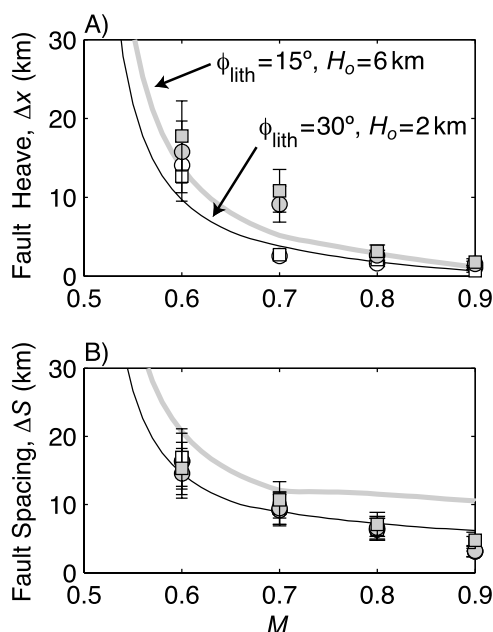 A)
30
20
10
0
Fault Heave, Δx (km)
ϕlith=15º, Ho=6 km
ϕlith=30º, Ho=2 km
0.5 0.6 0.7 0.8 0.9
B)
30
20
10
0
Fault Spacing, ΔS (km)
0.5 0.6 0.7 0.8 0.9
M